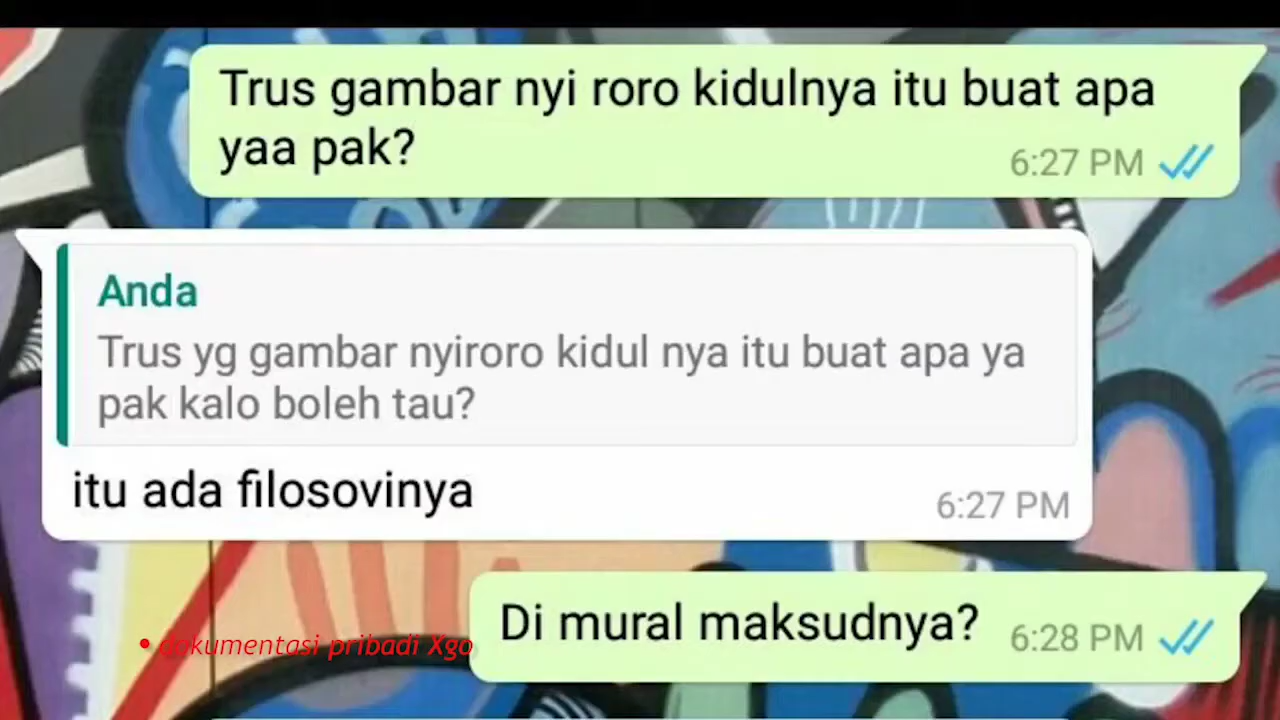 Trus gambar nyi roro kidulnya itu buat apa
yaa pak?
6:27 PM
Anda
Trus yg gambar nyiroro kidul nya itu buat apa ya
pak kalo boleh tau?
itu ada filosovinya
6:27 PM
Di mural maksudnya?
6:28 PM
• dokumentasi pribadi Xgo